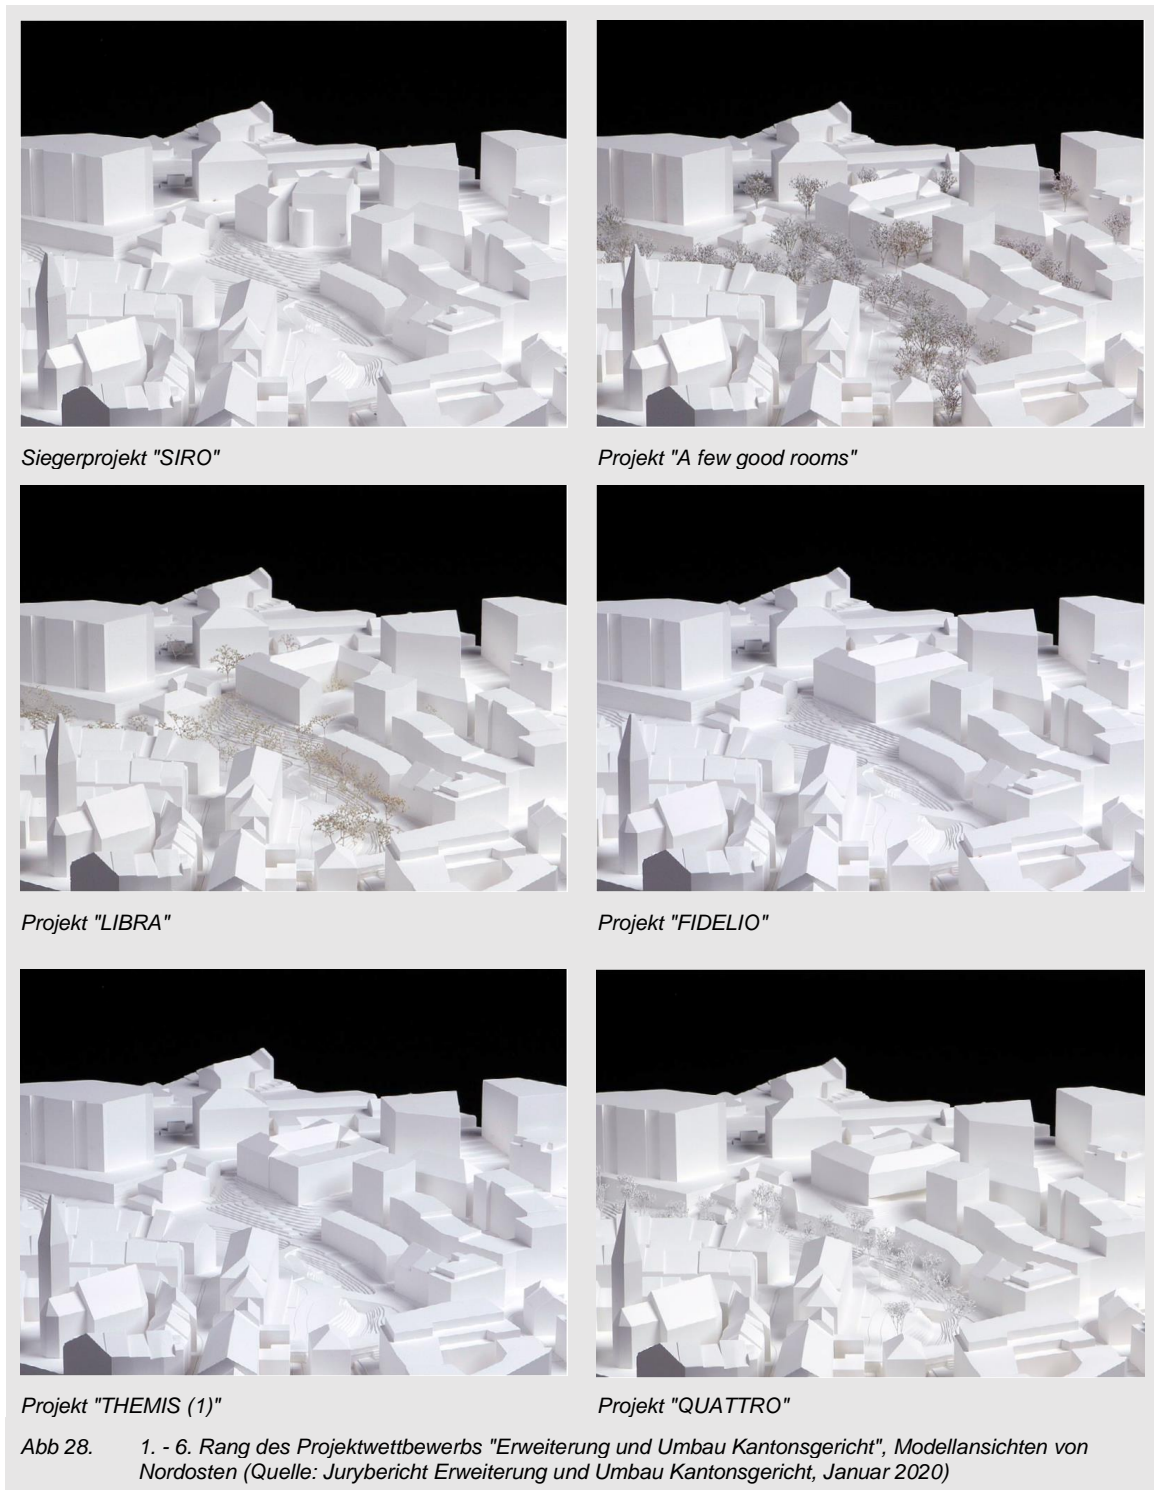 Siegerprojekt "SIRO"
Projekt "A few good rooms"
Projekt "LIBRA"
Projekt "FIDELIO"
Projekt "THEMIS (1)"
Projekt "QUATTRO"
Abb 28. 1. - 6. Rang des Projektwettbewerbs "Erweiterung und Umbau Kantonsgericht", Modellansichten von
Nordosten (Quelle: Jurybericht Erweiterung und Umbau Kantonsgericht, Januar 2020)